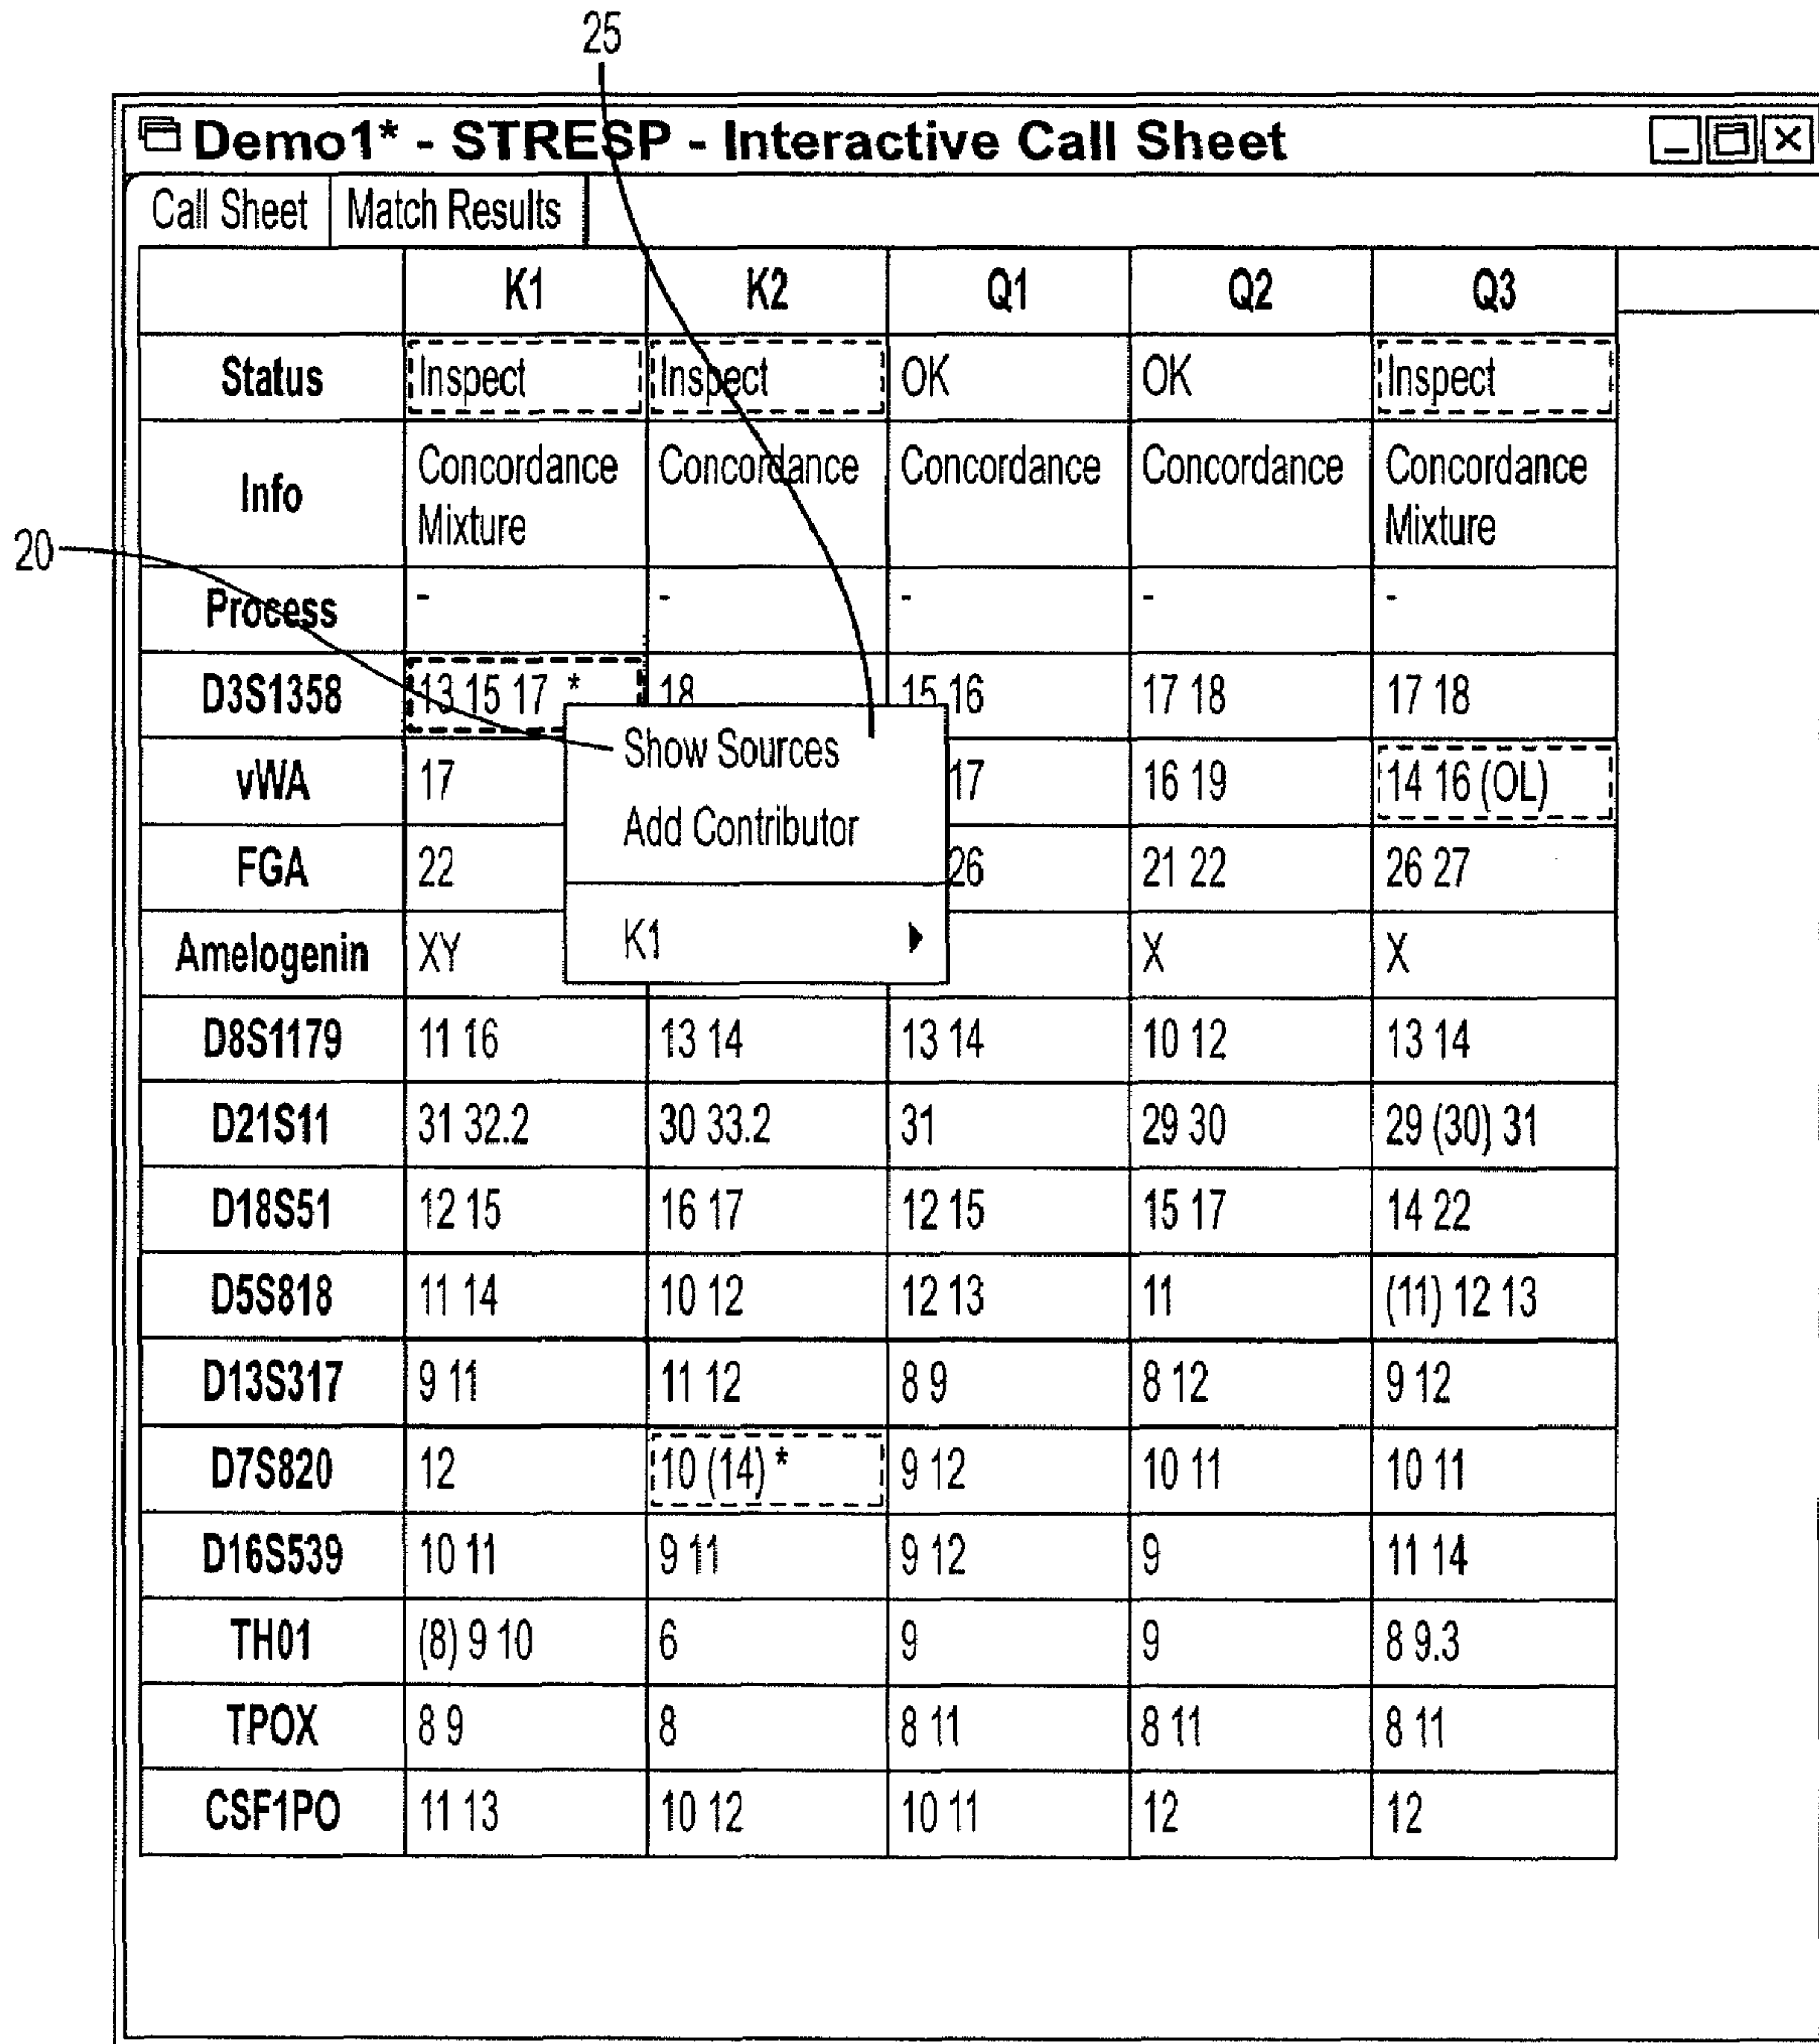 25
Demo1* - STRESP - Interactive Call Sheet
Call Sheet Match Results
K1 K2 Q1 Q2 Q3
Status Inspect Inspect OK OK Inspect
Info Concordance Mixture Concordance Concordance Concordance Concordance Mixture
20
Process - - - - -
D3S1358 13 15 17 * 18 15 16 17 18 17 18
Show Sources
vWA 17 17 16 19 14 16 (OL)
Add Contributor
FGA 22 26 21 22 26 27
K1
Amelogenin XY X X
D8S1179 11 16 13 14 13 14 10 12 13 14
D21S11 31 32.2 30 33.2 31 29 30 29 (30) 31
D18S51 12 15 16 17 12 15 15 17 14 22
D5S818 11 14 10 12 12 13 11 (11) 12 13
D13S317 9 11 11 12 8 9 8 12 9 12
D7S820 12 10 (14) * 9 12 10 11 10 11
D16S539 10 11 9 11 9 12 9 11 14
TH01 (8) 9 10 6 9 9 8 9.3
TPOX 8 9 8 8 11 8 11 8 11
CSF1PO 11 13 10 12 10 11 12 12